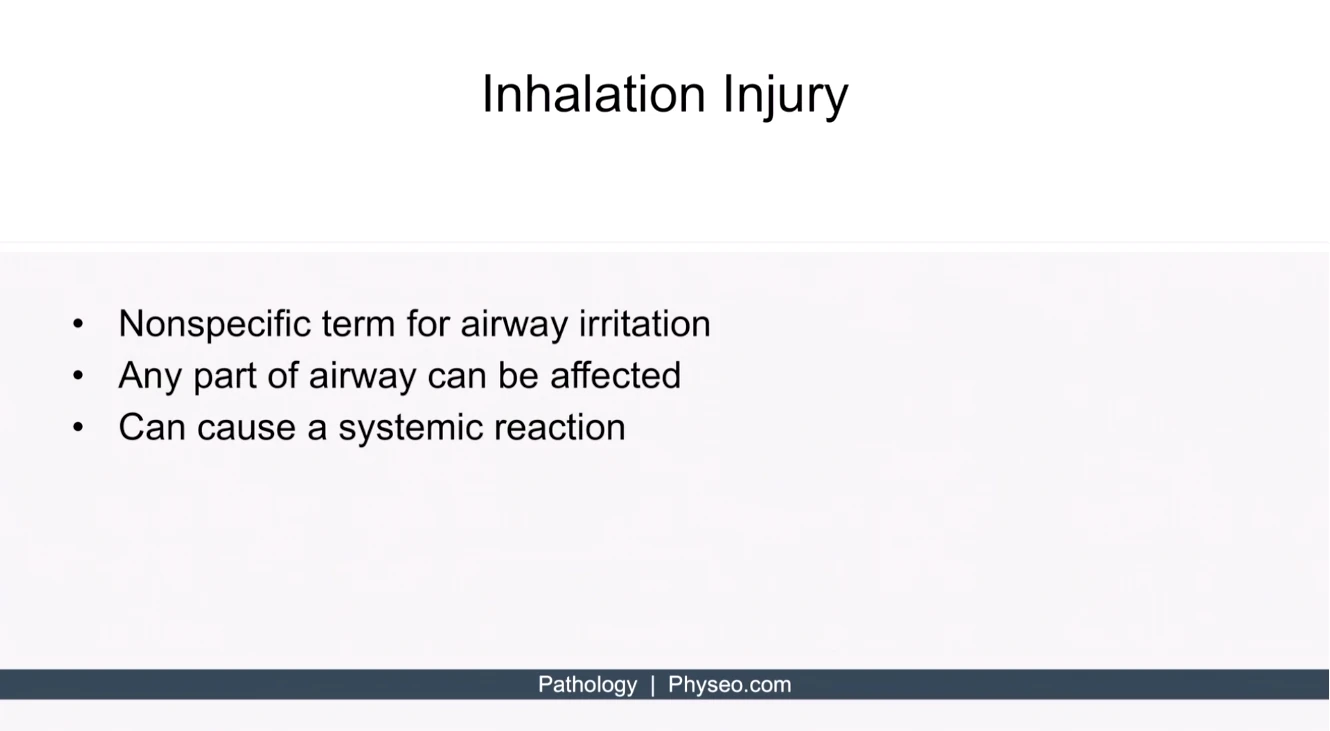 Inhalation Injury
• Nonspecific term for airway irritation
• Any part of airway can be affected
• Can cause a systemic reaction
Pathology | Physeo.com